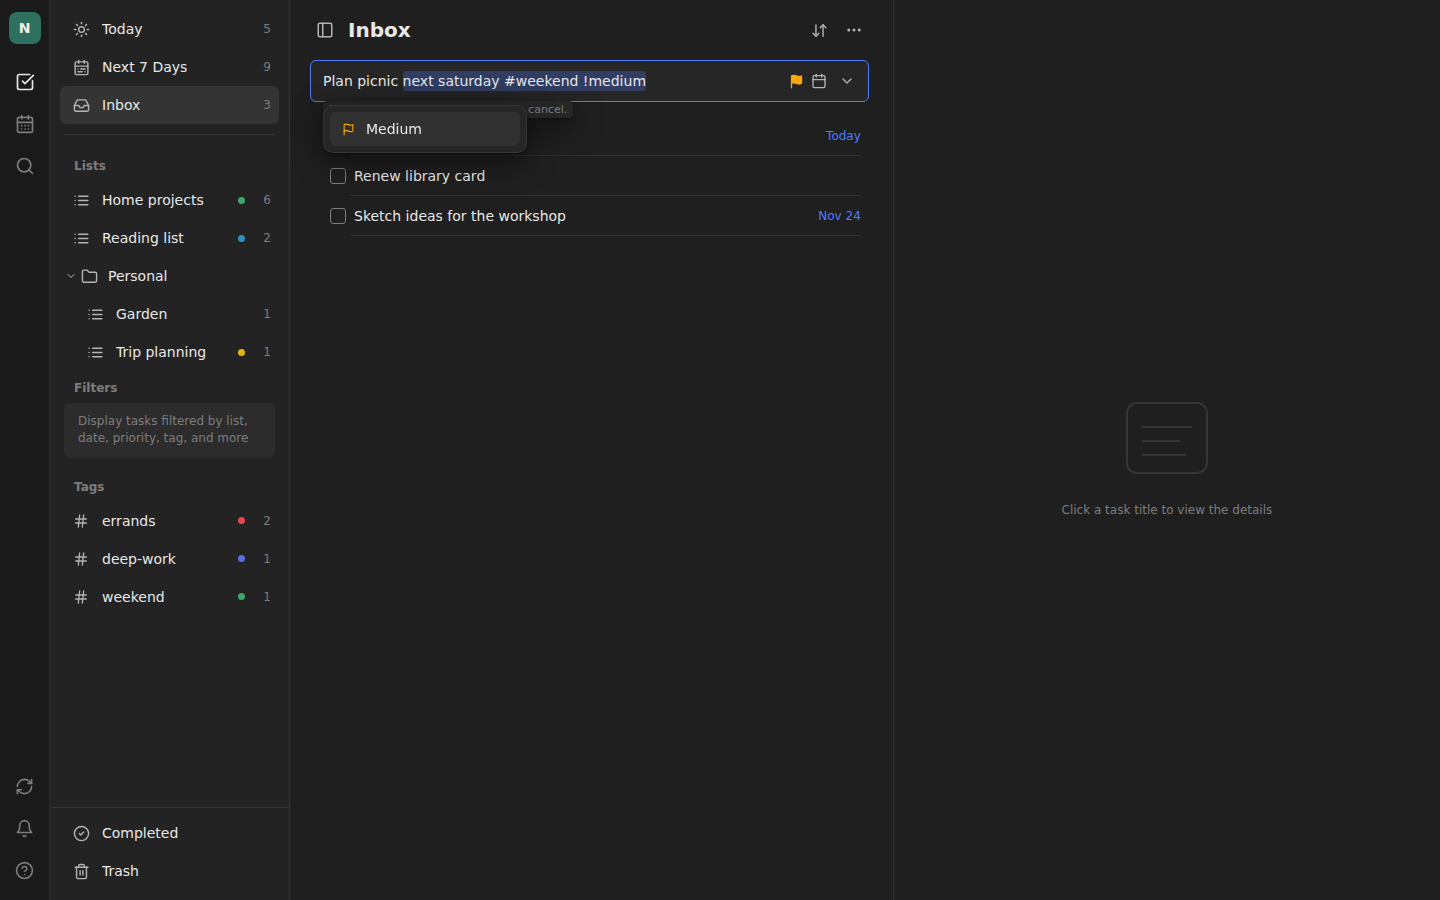 N
Today 5
Next 7 Days 9
Inbox 3
Lists
Home projects 6
Reading list 2
Personal
Garden 1
Trip planning 1
Filters
Display tasks filtered by list,
date, priority, tag, and more
Tags
errands 2
deep-work 1
weekend 1
Completed
Trash
Inbox
Plan picnic next saturday #weekend !medium
cancel.
Medium
Today
Renew library card
Sketch ideas for the workshop Nov 24
Click a task title to view the details